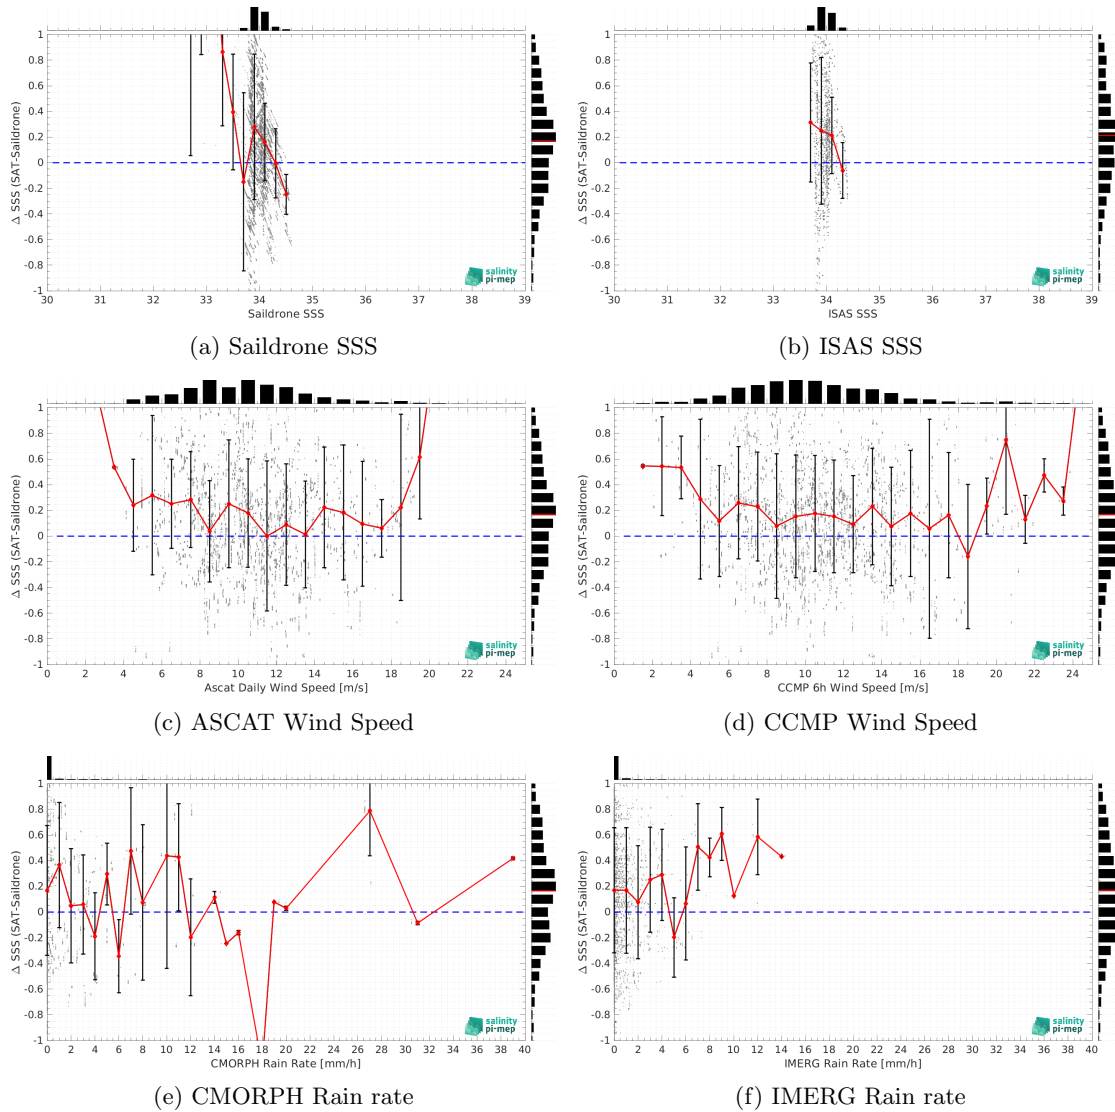 1
0.8
0.6
0.4
0.2
0
-0.2
-0.4
-0.6
-0.8
-1
Δ SSS (SAT-Saildrone)
30 31 32 33 34 35 36 37 38 39
Saildrone SSS
salinity
pi-mep
(a) Saildrone SSS
1
0.8
0.6
0.4
0.2
0
-0.2
-0.4
-0.6
-0.8
-1
Δ SSS (SAT-Saildrone)
30 31 32 33 34 35 36 37 38 39
ISAS SSS
salinity
pi-mep
(b) ISAS SSS
1
0.8
0.6
0.4
0.2
0
-0.2
-0.4
-0.6
-0.8
-1
Δ SSS (SAT-Saildrone)
0 2 4 6 8 10 12 14 16 18 20 22 24
Ascat Daily Wind Speed [m/s]
salinity
pi-mep
(c) ASCAT Wind Speed
1
0.8
0.6
0.4
0.2
0
-0.2
-0.4
-0.6
-0.8
-1
Δ SSS (SAT-Saildrone)
0 2 4 6 8 10 12 14 16 18 20 22 24
CCMP 6h Wind Speed [m/s]
salinity
pi-mep
(d) CCMP Wind Speed
1
0.8
0.6
0.4
0.2
0
-0.2
-0.4
-0.6
-0.8
-1
Δ SSS (SAT-Saildrone)
0 2 4 6 8 10 12 14 16 18 20 22 24 26 28 30 32 34 36 38 40
CMORPH Rain Rate [mm/h]
salinity
pi-mep
(e) CMORPH Rain rate
1
0.8
0.6
0.4
0.2
0
-0.2
-0.4
-0.6
-0.8
-1
Δ SSS (SAT-Saildrone)
0 2 4 6 8 10 12 14 16 18 20 22 24 26 28 30 32 34 36 38 40
IMERG Rain Rate [mm/h]
salinity
pi-mep
(f) IMERG Rain rate